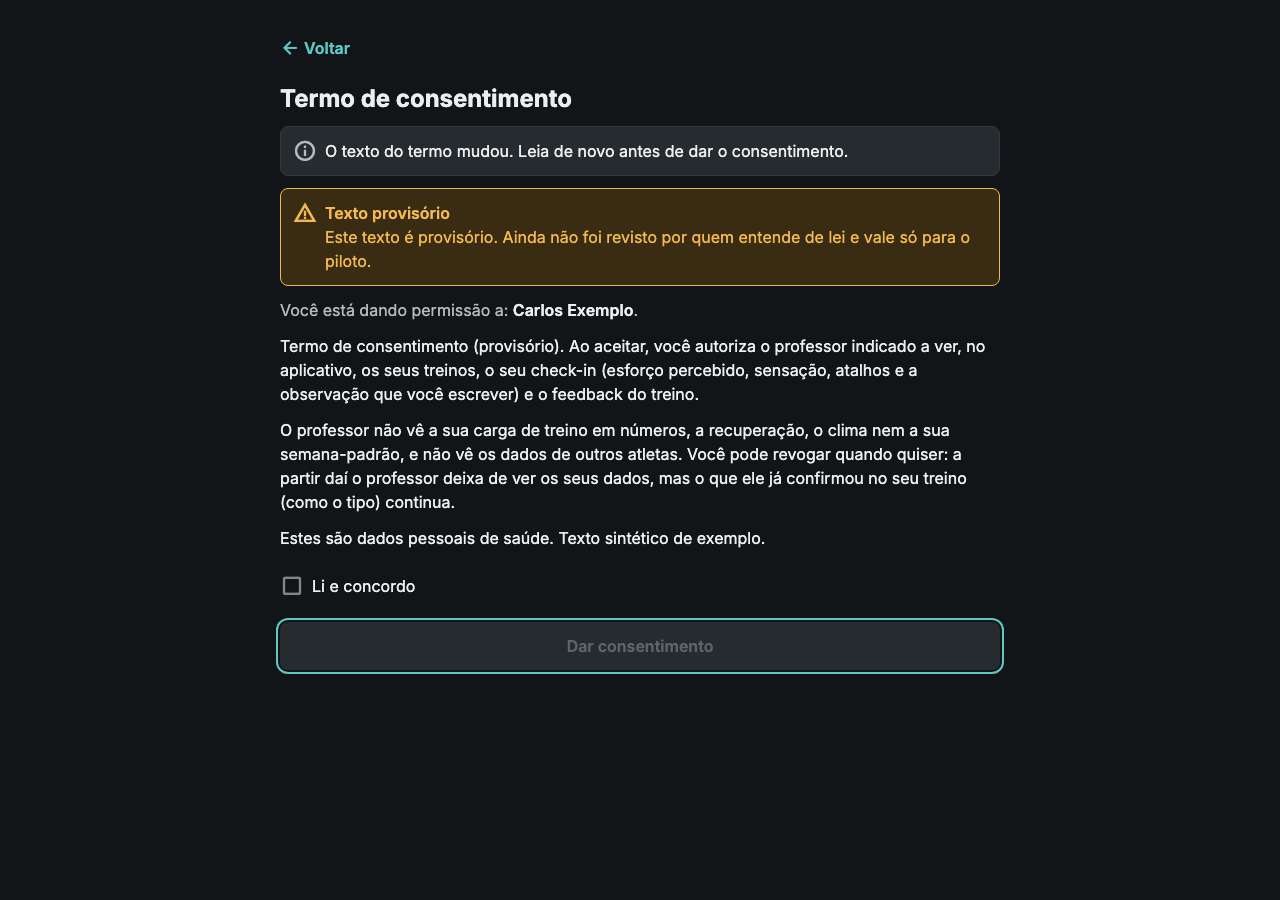 Voltar
Termo de consentimento
O texto do termo mudou. Leia de novo antes de dar o consentimento.
Texto provisório
Este texto é provisório. Ainda não foi revisto por quem entende de lei e vale só para o
piloto.
Você está dando permissão a: Carlos Exemplo.
Termo de consentimento (provisório). Ao aceitar, você autoriza o professor indicado a ver, no
aplicativo, os seus treinos, o seu check-in (esforço percebido, sensação, atalhos e a
observação que você escrever) e o feedback do treino.
O professor não vê a sua carga de treino em números, a recuperação, o clima nem a sua
semana-padrão, e não vê os dados de outros atletas. Você pode revogar quando quiser: a
partir daí o professor deixa de ver os seus dados, mas o que ele já confirmou no seu treino
(como o tipo) continua.
Estes são dados pessoais de saúde. Texto sintético de exemplo.
Li e concordo
Dar consentimento